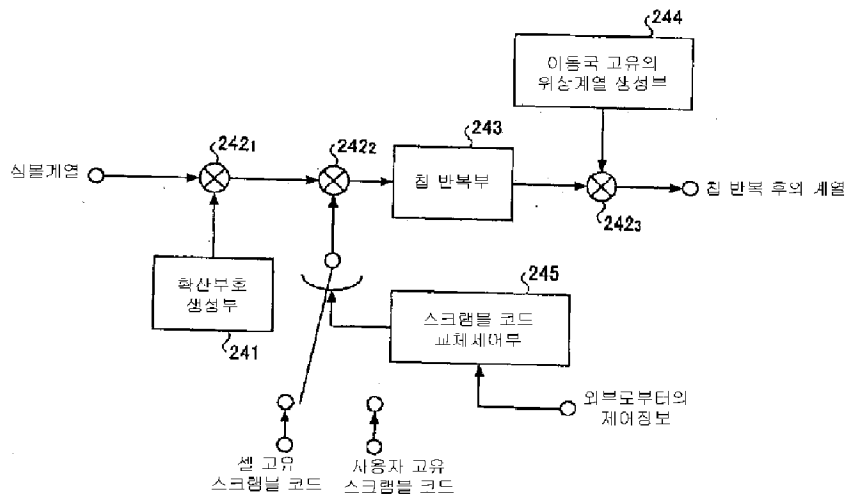 244
이동국 고유의
위상계열 생성부
242₁
242₂
243
심볼계열
칩 반복부
칩 반복 후의 계열
242₃
확산부호
생성부
241
245
스크램블 코드
교체제어부
외부로부터의
제어정보
셀 고유
스크램블 코드
사용자 고유
스크램블 코드